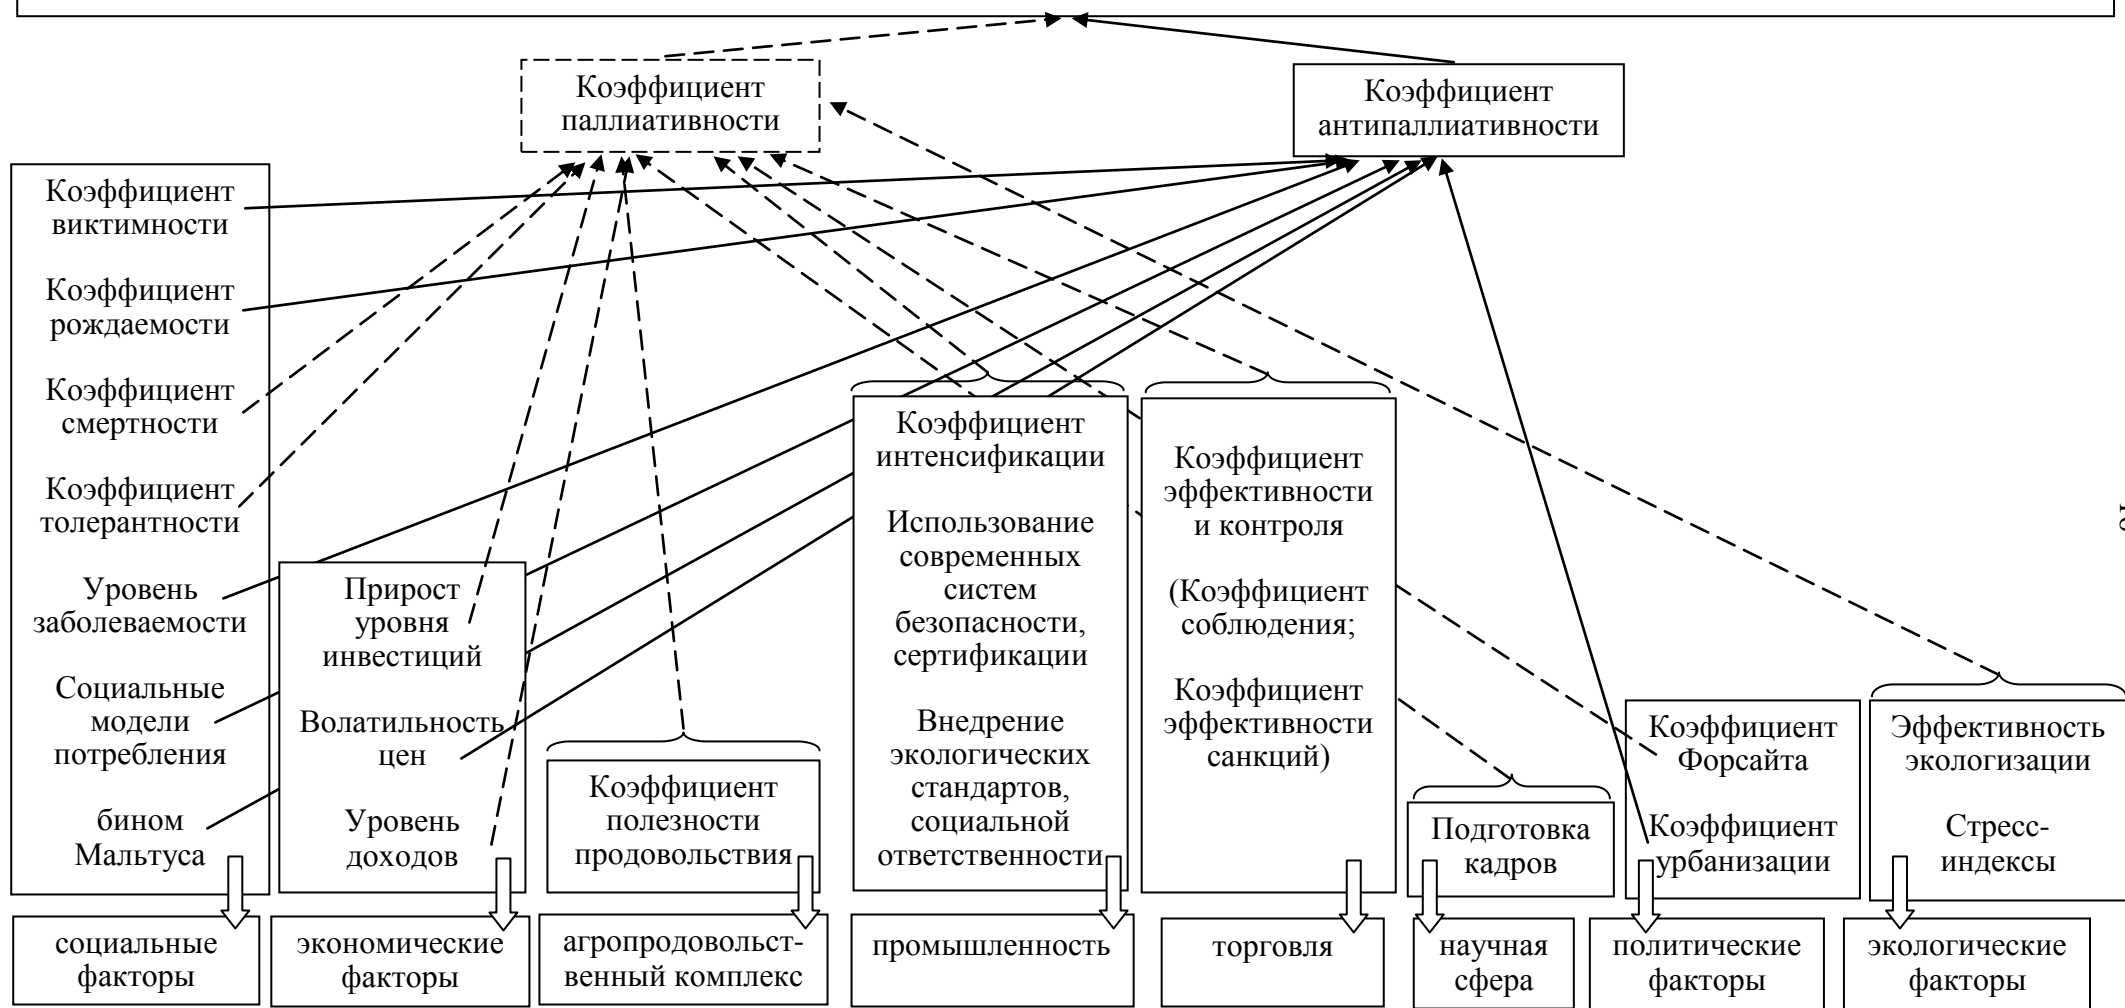 Коэффициент
паллиативности
Коэффициент
антипаллиативности
Коэффициент
виктимности
Коэффициент
рождаемости
Коэффициент
смертности
Коэффициент
толерантности
Уровень
заболеваемости
Социальные
модели
потребления
бином
Мальтуса
Прирост
уровня
инвестиций
Волатильность
цен
Уровень
доходов
Коэффициент
полезности
продовольствия
Коэффициент
интенсификации
Использование
современных
систем
безопасности,
сертификации
Внедрение
экологических
стандартов,
социальной
ответственности
Коэффициент
эффективности
и контроля
(Коэффициент
соблюдения;
Коэффициент
эффективности
санкций)
Подготовка
кадров
Коэффициент
Форсайта
Коэффициент
урбанизации
Эффективность
экологизации
Стресс-
индексы
социальные
факторы
экономические
факторы
агропродовольст-
венный комплекс
промышленность
торговля
научная
сфера
политические
факторы
экологические
факторы